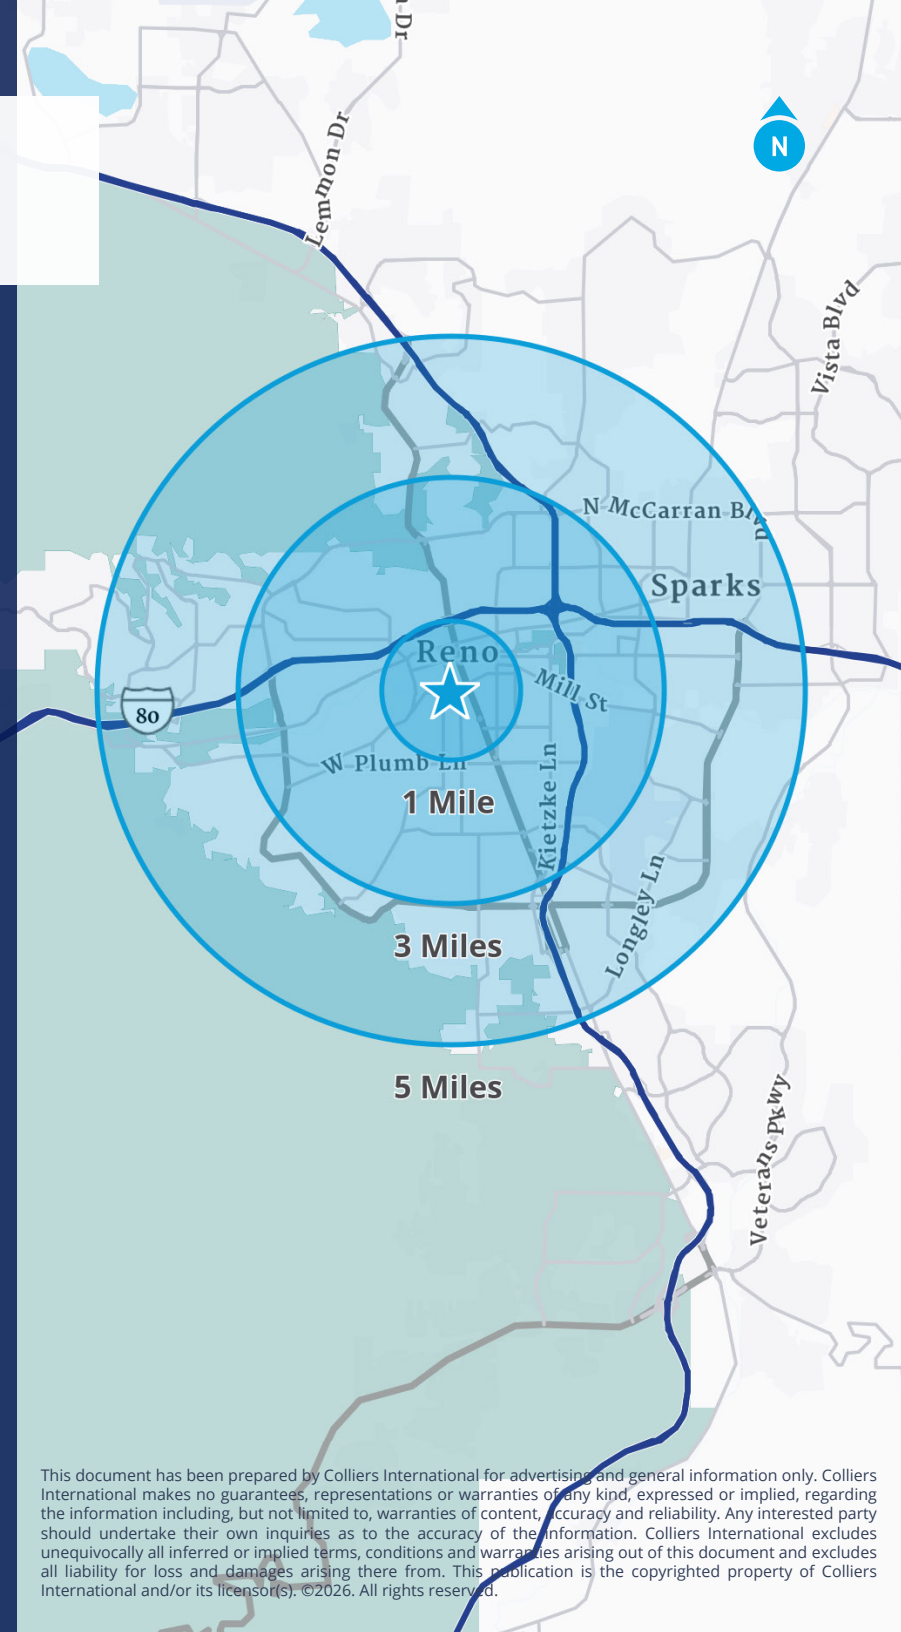 Dr
Lemmon Dr
N
Vista Blvd
N McCarran Blvd
Sparks
Reno
Mill St
80
W Plumb Ln
1 Mile
Kietzke Ln
Longley Ln
3 Miles
5 Miles
Veterans Pkwy
This document has been prepared by Colliers International for advertising and general information only. Colliers
International makes no guarantees, representations or warranties of any kind, expressed or implied, regarding
the information including, but not limited to, warranties of content, accuracy and reliability. Any interested party
should undertake their own inquiries as to the accuracy of the information. Colliers International excludes
unequivocally all inferred or implied terms, conditions and warranties arising out of this document and excludes
all liability for loss and damages arising there from. This publication is the copyrighted property of Colliers
International and/or its licensor(s). ©2026. All rights reserved.